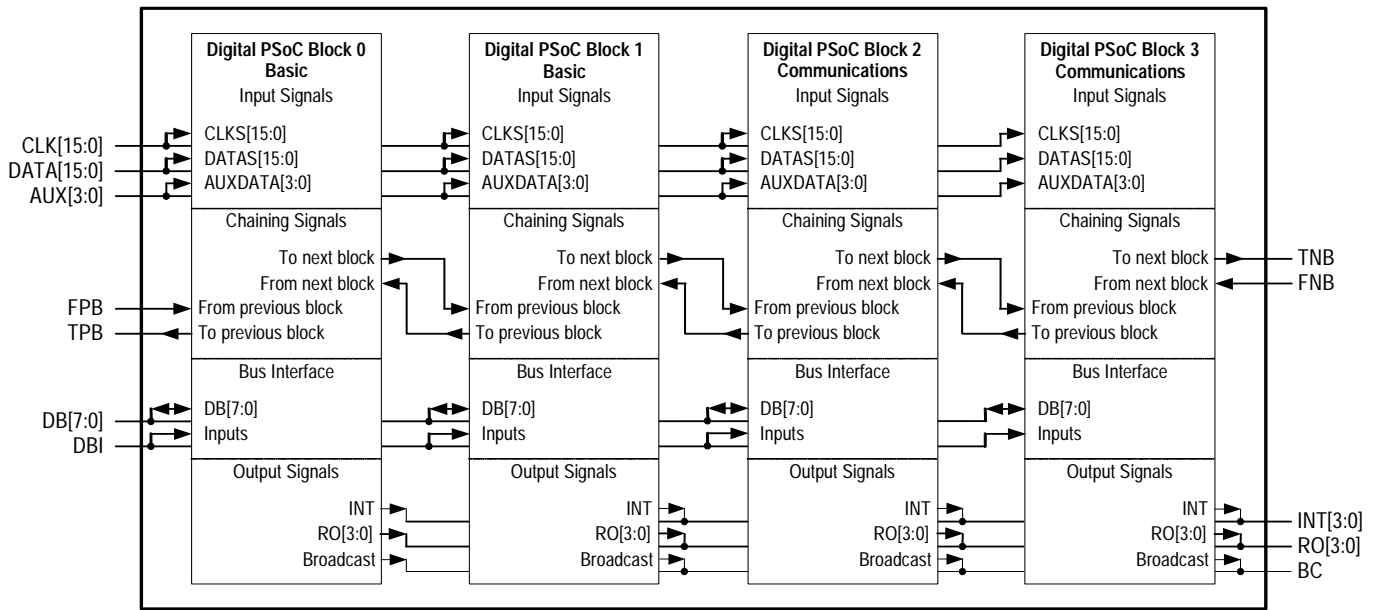 Digital PSoC Block 0
Basic
Input Signals
CLKS[15:0]
DATAS[15:0]
AUXDATA[3:0]
Chaining Signals
To next block
From next block
From previous block
To previous block
Bus Interface
DB[7:0]
Inputs
Output Signals
INT
RO[3:0]
Broadcast
Digital PSoC Block 1
Basic
Input Signals
CLKS[15:0]
DATAS[15:0]
AUXDATA[3:0]
Chaining Signals
To next block
From next block
From previous block
To previous block
Bus Interface
DB[7:0]
Inputs
Output Signals
INT
RO[3:0]
Broadcast
Digital PSoC Block 2
Communications
Input Signals
CLKS[15:0]
DATAS[15:0]
AUXDATA[3:0]
Chaining Signals
To next block
From next block
From previous block
To previous block
Bus Interface
DB[7:0]
Inputs
Output Signals
INT
RO[3:0]
Broadcast
Digital PSoC Block 3
Communications
Input Signals
CLKS[15:0]
DATAS[15:0]
AUXDATA[3:0]
Chaining Signals
To next block
From next block
From previous block
To previous block
Bus Interface
DB[7:0]
Inputs
Output Signals
INT
RO[3:0]
Broadcast
CLK[15:0]
DATA[15:0]
AUX[3:0]
FPB
TPB
DB[7:0]
DBI
TNB
FNB
INT[3:0]
RO[3:0]
BC